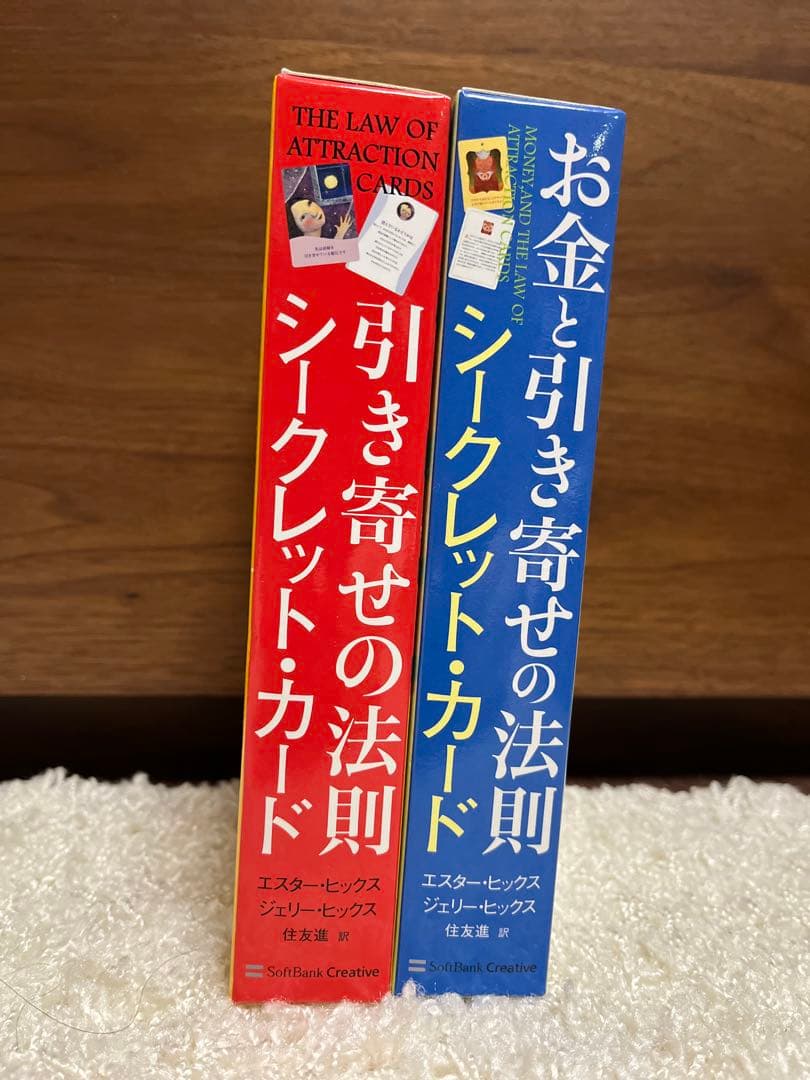 THE LAW OF
ATTRACTION
CARDS
引き寄せの法則
シークレット・カード
エスター・ヒックス
ジェリー・ヒックス
住友進 訳
SoftBank Creative
MONEY, AND THE LAW OF
ATTRACTION CARDS
お金と引き寄せの法則
シークレット・カード
エスター・ヒックス
ジェリー・ヒックス
住友進 訳
SoftBank Creative